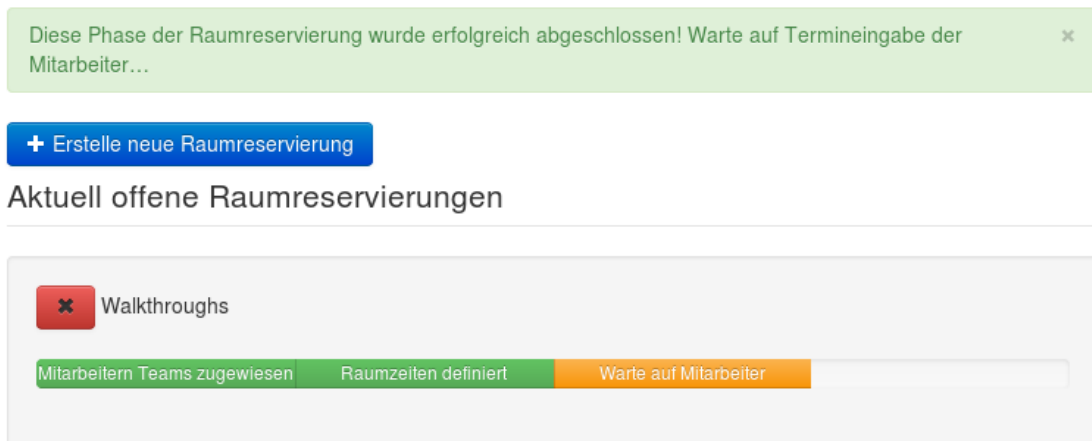 Diese Phase der Raumreservierung wurde erfolgreich abgeschlossen! Warte auf Termineingabe der
Mitarbeiter…
Erstelle neue Raumreservierung
Aktuell offene Raumreservierungen
Walkthroughs
Mitarbeitern Teams zugewiesen Raumzeiten definiert Warte auf Mitarbeiter